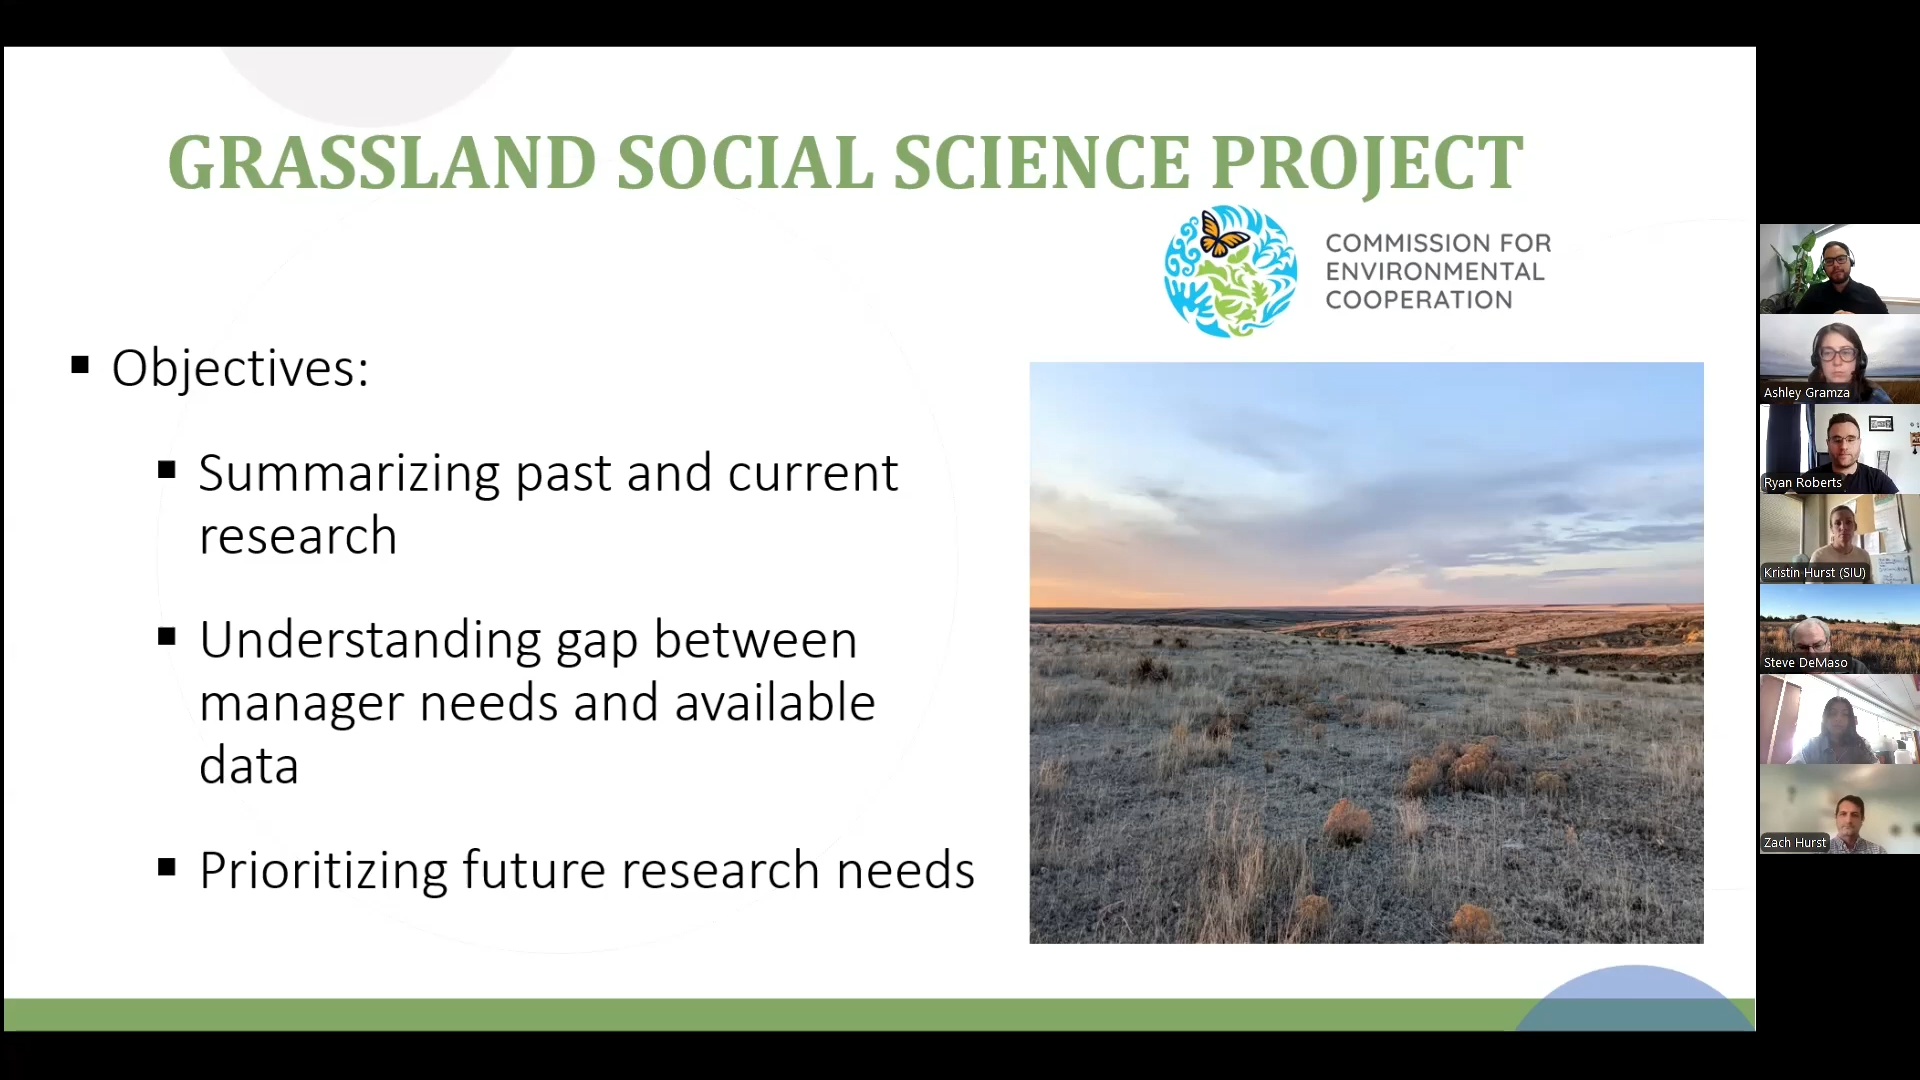 GRASSLAND SOCIAL SCIENCE PROJECT
COMMISSION FOR
ENVIRONMENTAL
COOPERATION
Objectives:
Summarizing past and current
research
Understanding gap between
manager needs and available
data
Prioritizing future research needs
Ashley Gramza
Ryan Roberts
Kristin Hurst (SIU)
Steve DeMaso
Zach Hurst